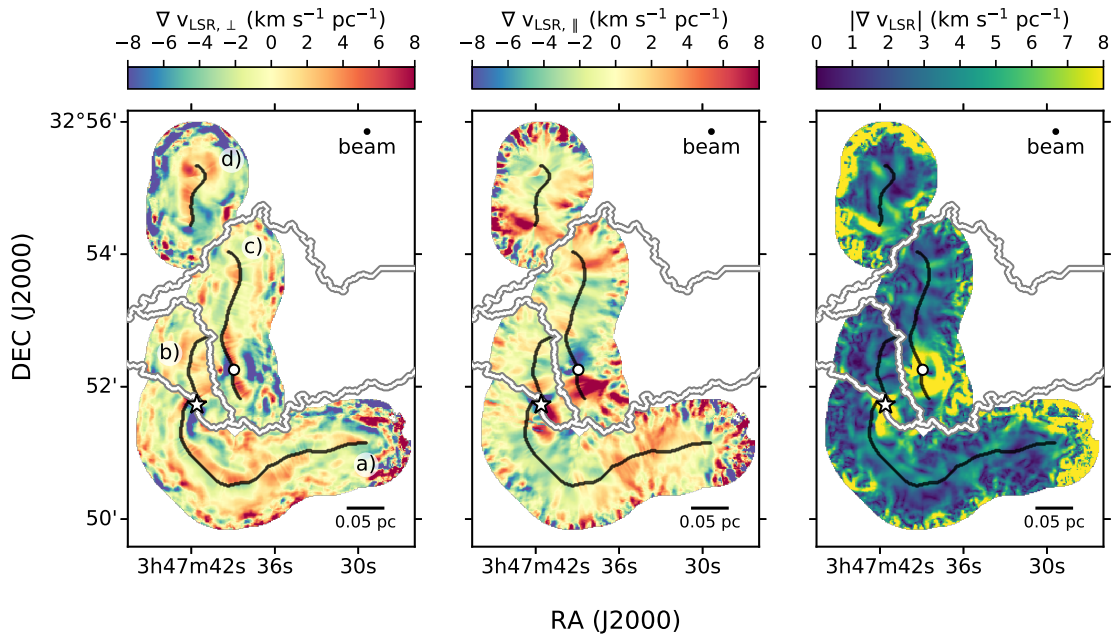 ∇ v_LSR, ⊥ (km s⁻¹ pc⁻¹) ∇ v_LSR, ∥ (km s⁻¹ pc⁻¹) |∇ v_LSR| (km s⁻¹ pc⁻¹)
−8 −6 −4 −2 0 2 4 6 8 −8 −6 −4 −2 0 2 4 6 8 0 1 2 3 4 5 6 7 8
32°56' beam beam beam
d)
54' c)
b)
52'
a)
50' 0.05 pc 0.05 pc 0.05 pc
3h47m42s 36s 30s 3h47m42s 36s 30s 3h47m42s 36s 30s
DEC (J2000)
RA (J2000)